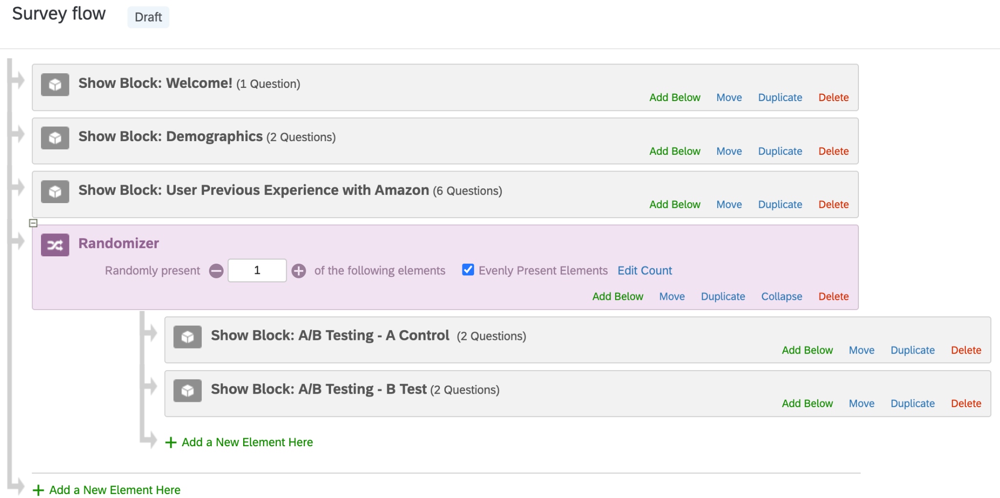 Survey flow Draft
Show Block: Welcome! (1 Question)
Add Below Move Duplicate Delete
Show Block: Demographics (2 Questions)
Add Below Move Duplicate Delete
Show Block: User Previous Experience with Amazon (6 Questions)
Add Below Move Duplicate Delete
Randomizer
Randomly present 1 of the following elements Evenly Present Elements Edit Count
Add Below Move Duplicate Collapse Delete
Show Block: A/B Testing - A Control (2 Questions)
Add Below Move Duplicate Delete
Show Block: A/B Testing - B Test (2 Questions)
Add Below Move Duplicate Delete
Add a New Element Here
Add a New Element Here